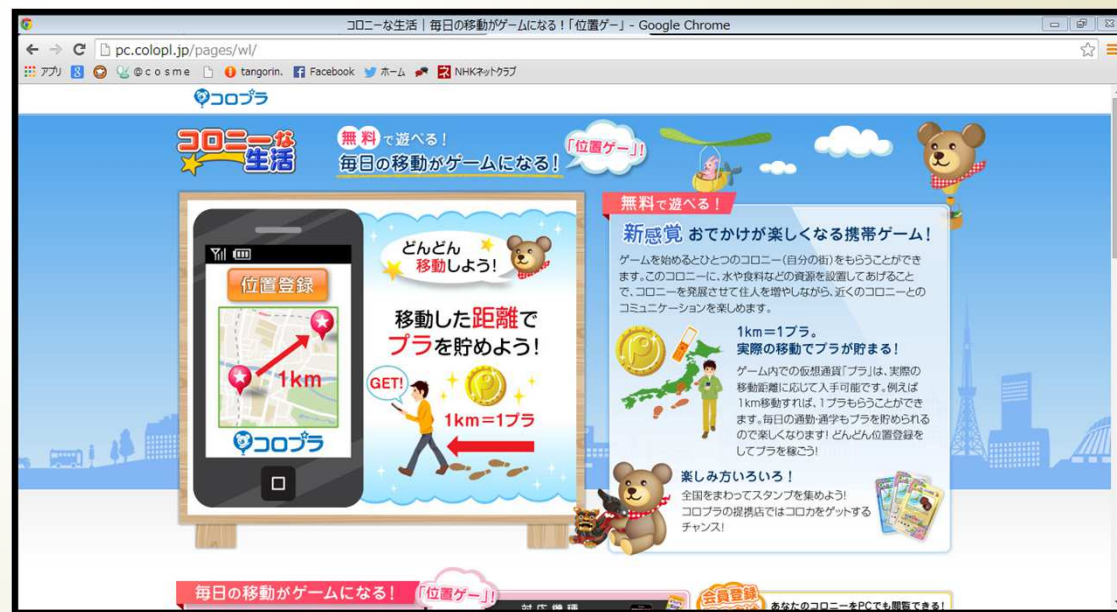 コロニーな生活｜毎日の移動がゲームになる！「位置ゲー」 - Google Chrome
pc.colopl.jp/pages/wl/
アプリ
@cosme
tangorin.
Facebook
ホーム
NHKネットクラブ
コロプラ
コロニーな
生活
無料で遊べる！
毎日の移動がゲームになる！
「位置ゲー」！
位置登録
1km
コロプラ
どんどん
移動しよう！
移動した距離で
プラを貯めよう！
GET!
1km＝1プラ
無料で遊べる！
新感覚 おでかけが楽しくなる携帯ゲーム！
ゲームを始めるとひとつのコロニー（自分の街）をもらうことができ
ます。このコロニーに、水や食料などの資源を設置してあげること
で、コロニーを発展させて住人を増やしながら、近くのコロニーとの
コミュニケーションを楽しめます。
1km＝1プラ。
実際の移動でプラが貯まる！
ゲーム内での仮想通貨「プラ」は、実際の
移動距離に応じて入手可能です。例えば
1km移動すれば、1プラもらうことができ
ます。毎日の通勤・通学もプラを貯められる
ので楽しくなります！どんどん位置登録を
してプラを稼ごう！
楽しみ方いろいろ！
全国をまわってスタンプを集めよう！
コロプラの提携店ではコロカをゲットする
チャンス！
毎日の移動がゲームになる！
「位置ゲー」！
対応機種
会員登録
あなたのコロニーをPCでも閲覧できる！